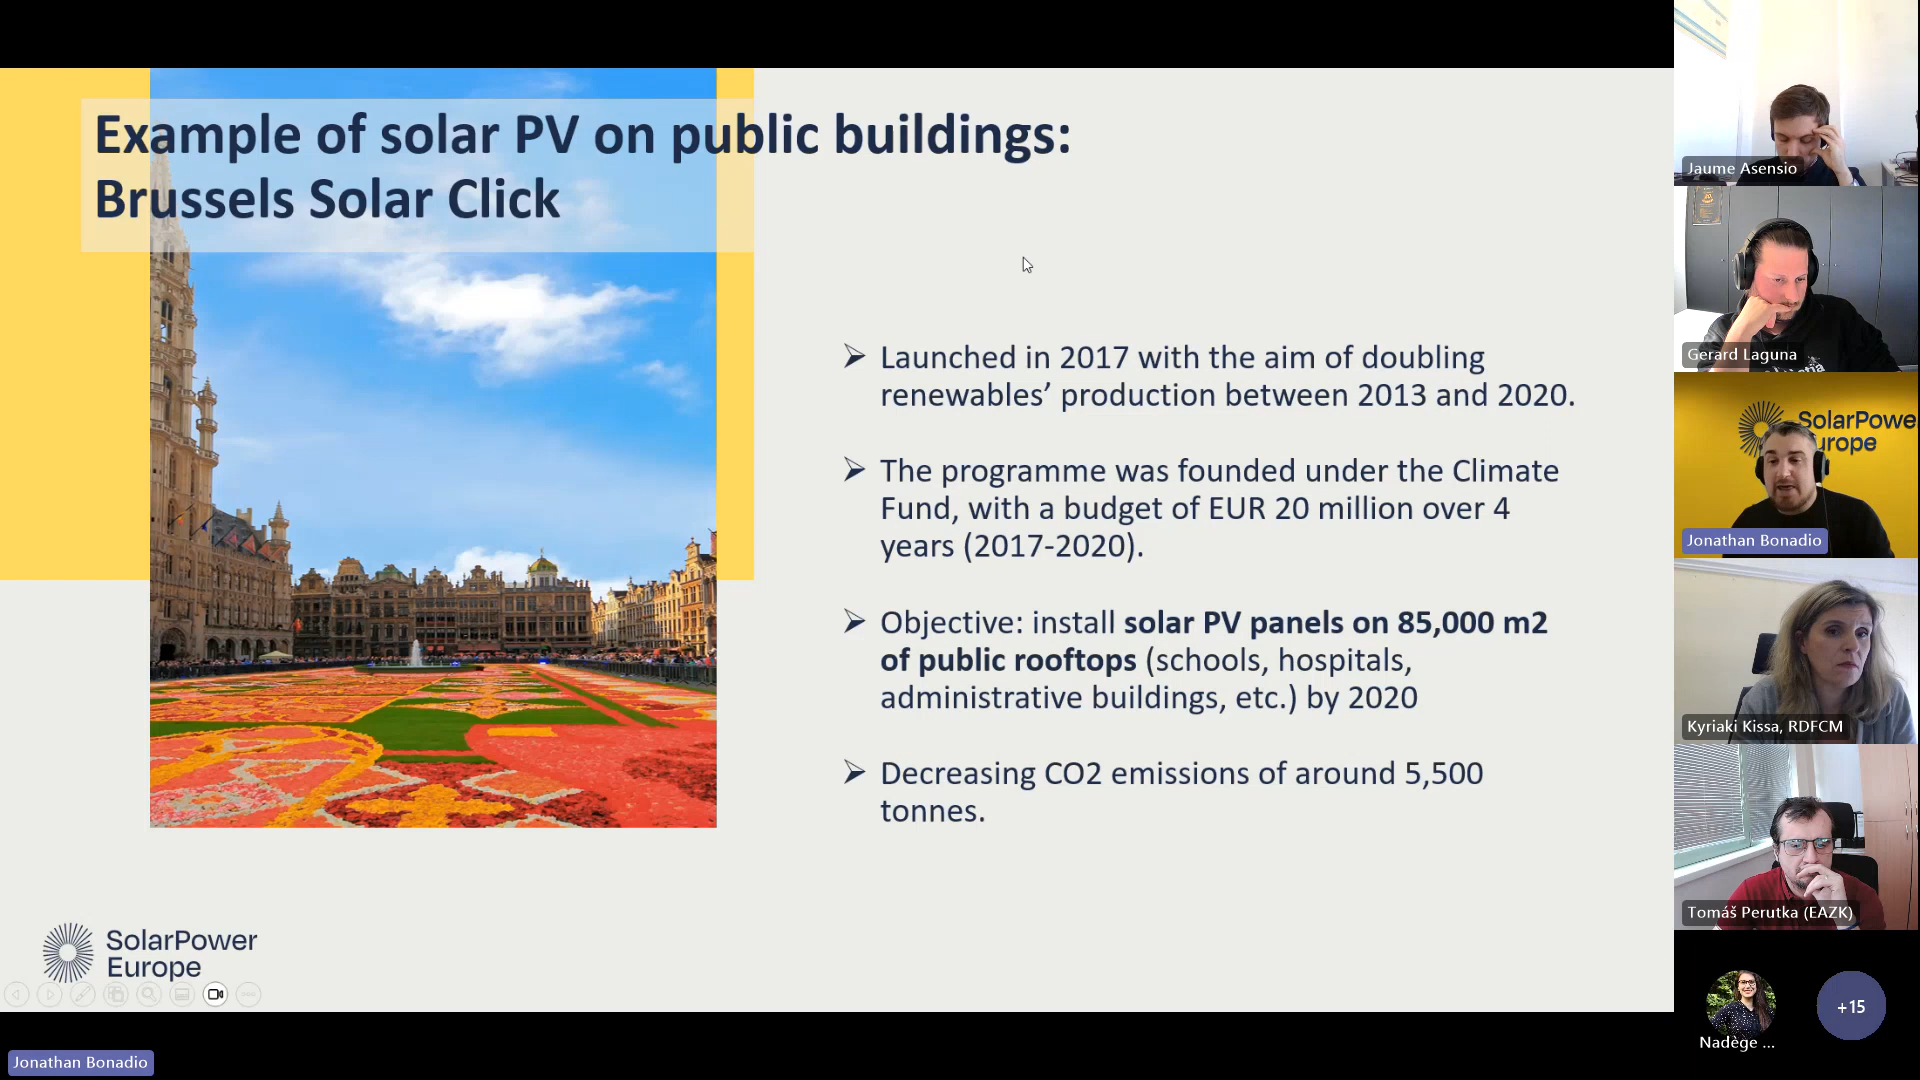 Example of solar PV on public buildings:
Brussels Solar Click
➢ Launched in 2017 with the aim of doubling
renewables’ production between 2013 and 2020.
➢ The programme was founded under the Climate
Fund, with a budget of EUR 20 million over 4
years (2017-2020).
➢ Objective: install solar PV panels on 85,000 m2
of public rooftops (schools, hospitals,
administrative buildings, etc.) by 2020
➢ Decreasing CO2 emissions of around 5,500
tonnes.
SolarPower
Europe
Jonathan Bonadio
Jaume Asensio
Gerard Laguna
SolarPowe
urope
Jonathan Bonadio
Kyriaki Kissa, RDFCM
Tomáš Perutka (EAZK)
Nadège ...
+15